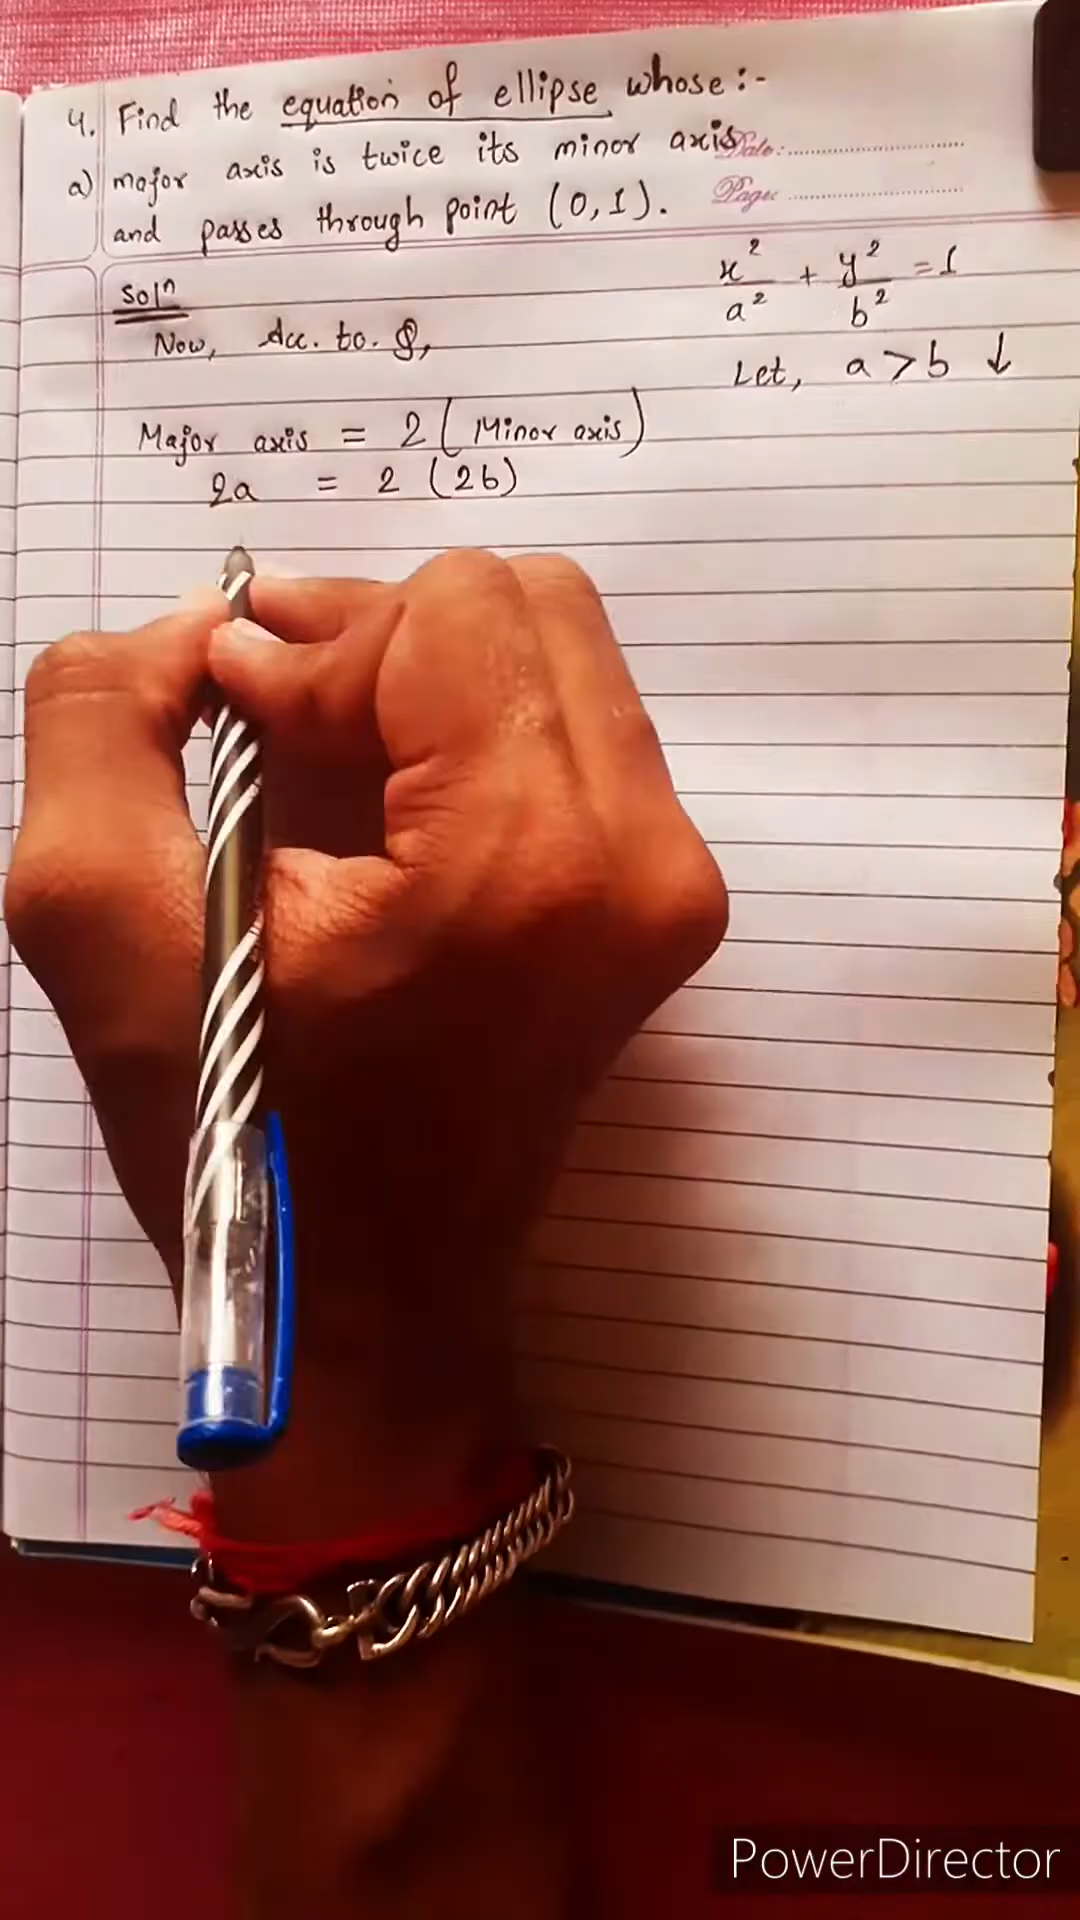 4. Find the equation of ellipse whose:-
a) major axis is twice its minor axis
Date:
and passes through point (0,1).
Page:
Solⁿ
x²/a² + y²/b² = 1
Now, Acc. to. Q,
Let, a > b ↓
Major axis = 2 (Minor axis)
2a = 2 (2b)
PowerDirector